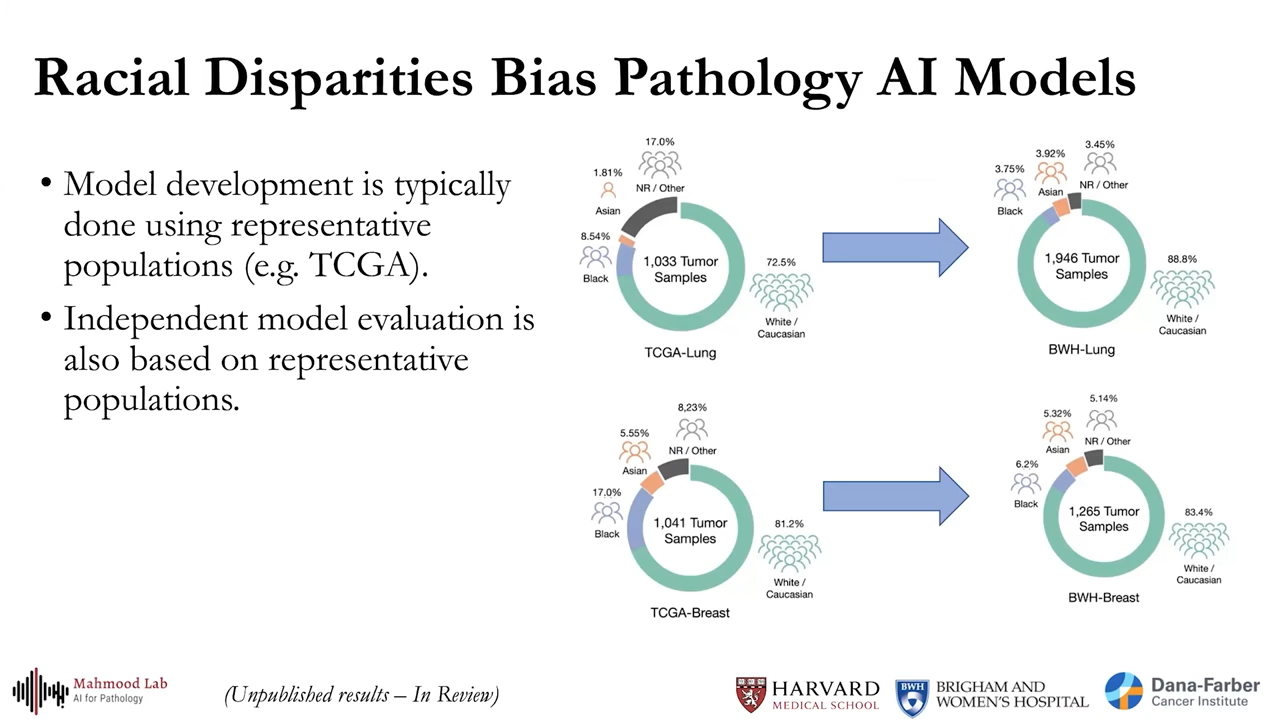 Racial Disparities Bias Pathology AI Models
• Model development is typically
done using representative
populations (e.g. TCGA).
• Independent model evaluation is
also based on representative
populations.
17.0%
NR / Other
1.81%
Asian
8.54%
Black
1,033 Tumor
Samples
72.5%
White /
Caucasian
TCGA-Lung
3.45%
NR / Other
3.92%
Asian
3.75%
Black
1,946 Tumor
Samples
88.8%
White /
Caucasian
BWH-Lung
8,23%
NR / Other
5.55%
Asian
17.0%
Black
1,041 Tumor
Samples
81.2%
White /
Caucasian
TCGA-Breast
5.14%
NR / Other
5.32%
Asian
6.2%
Black
1,265 Tumor
Samples
83.4%
White /
Caucasian
BWH-Breast
Mahmood Lab
AI for Pathology
(Unpublished results – In Review)
HARVARD
MEDICAL SCHOOL
BWH
BRIGHAM AND
WOMEN'S HOSPITAL
Dana-Farber
Cancer Institute